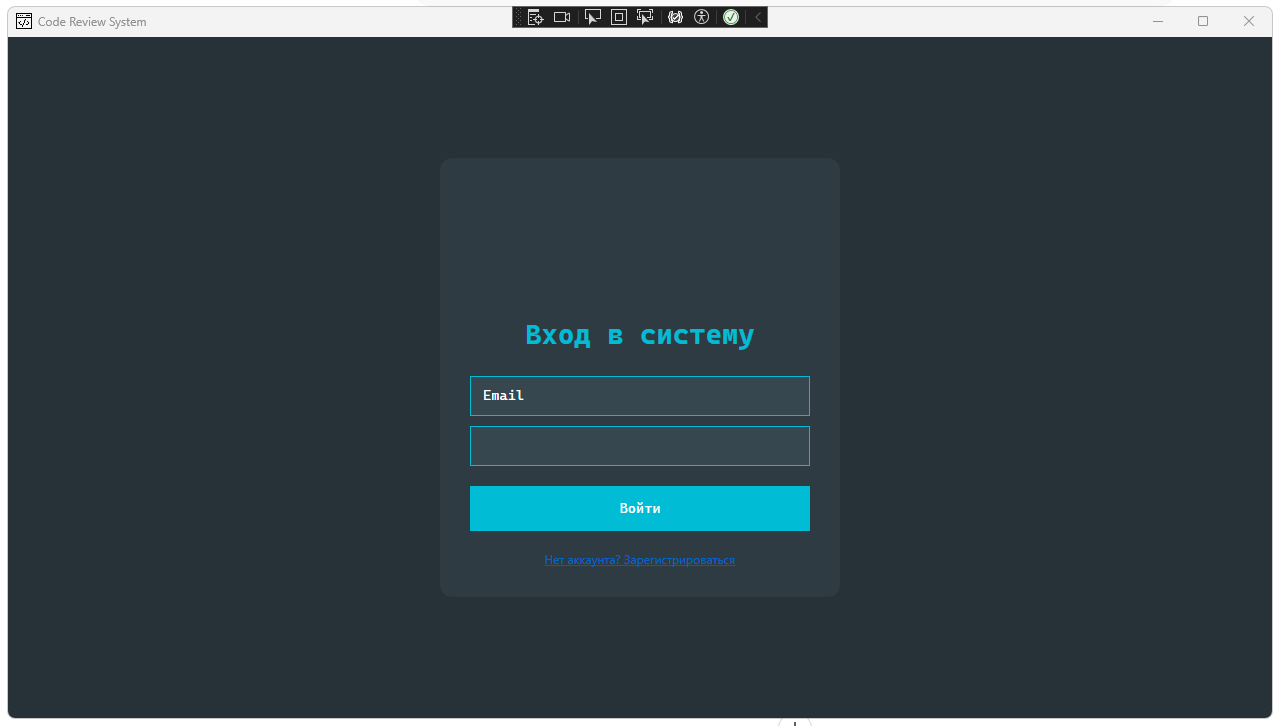 Code Review System
Вход в систему
Email
Войти
Нет аккаунта? Зарегистрироваться